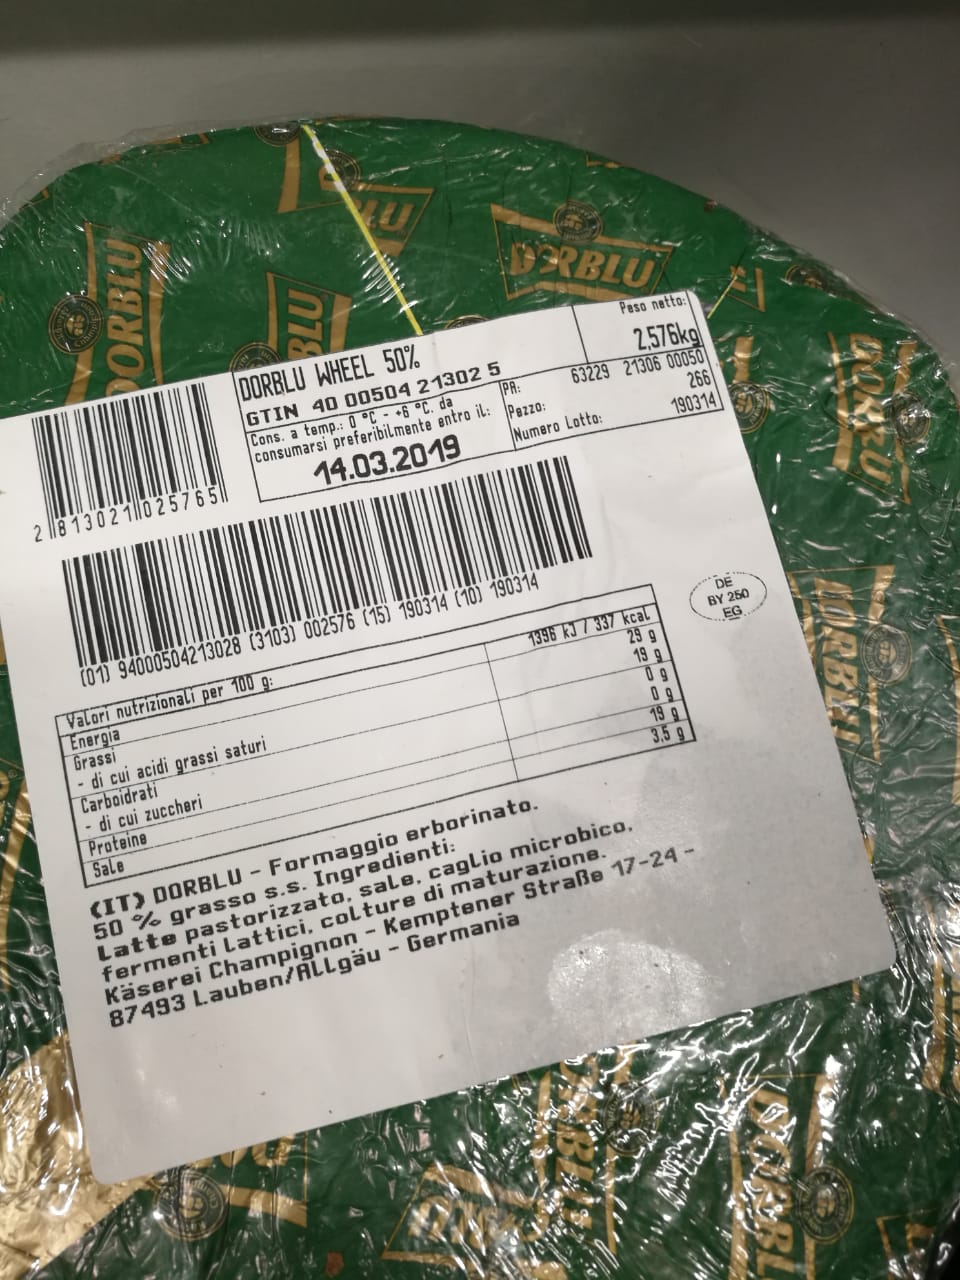 DORBLU
BLU
BLU
DORBLU
DORBLU
DORBLU WHEEL 50%
GTIN 40 00504 21302 5
Cons. a temp.: 0 °C - +6 °C, da
consumarsi preferibilmente entro il:
14.03.2019
Peso netto:
2,576kg
PA: 63229 21306 00050
Pezzo: 266
Numero Lotto: 190314
2 813021 025765
(01) 94000504213028 (3103) 002576 (15) 190314 (10) 190314
DE
BY 250
EG
Valori nutrizionali per 100 g:
Energia 1396 kJ / 337 kcal
Grassi 29 g
- di cui acidi grassi saturi 19 g
Carboidrati 0 g
- di cui zuccheri 0 g
Proteine 19 g
Sale 3,5 g
(IT) DORBLU - Formaggio erborinato.
50 % grasso s.s. Ingredienti:
Latte pastorizzato, sale, caglio microbico,
fermenti lattici, colture di maturazione.
Käserei Champignon - Kemptener Straße 17-24 -
87493 Lauben/Allgäu - Germania
DORBLU